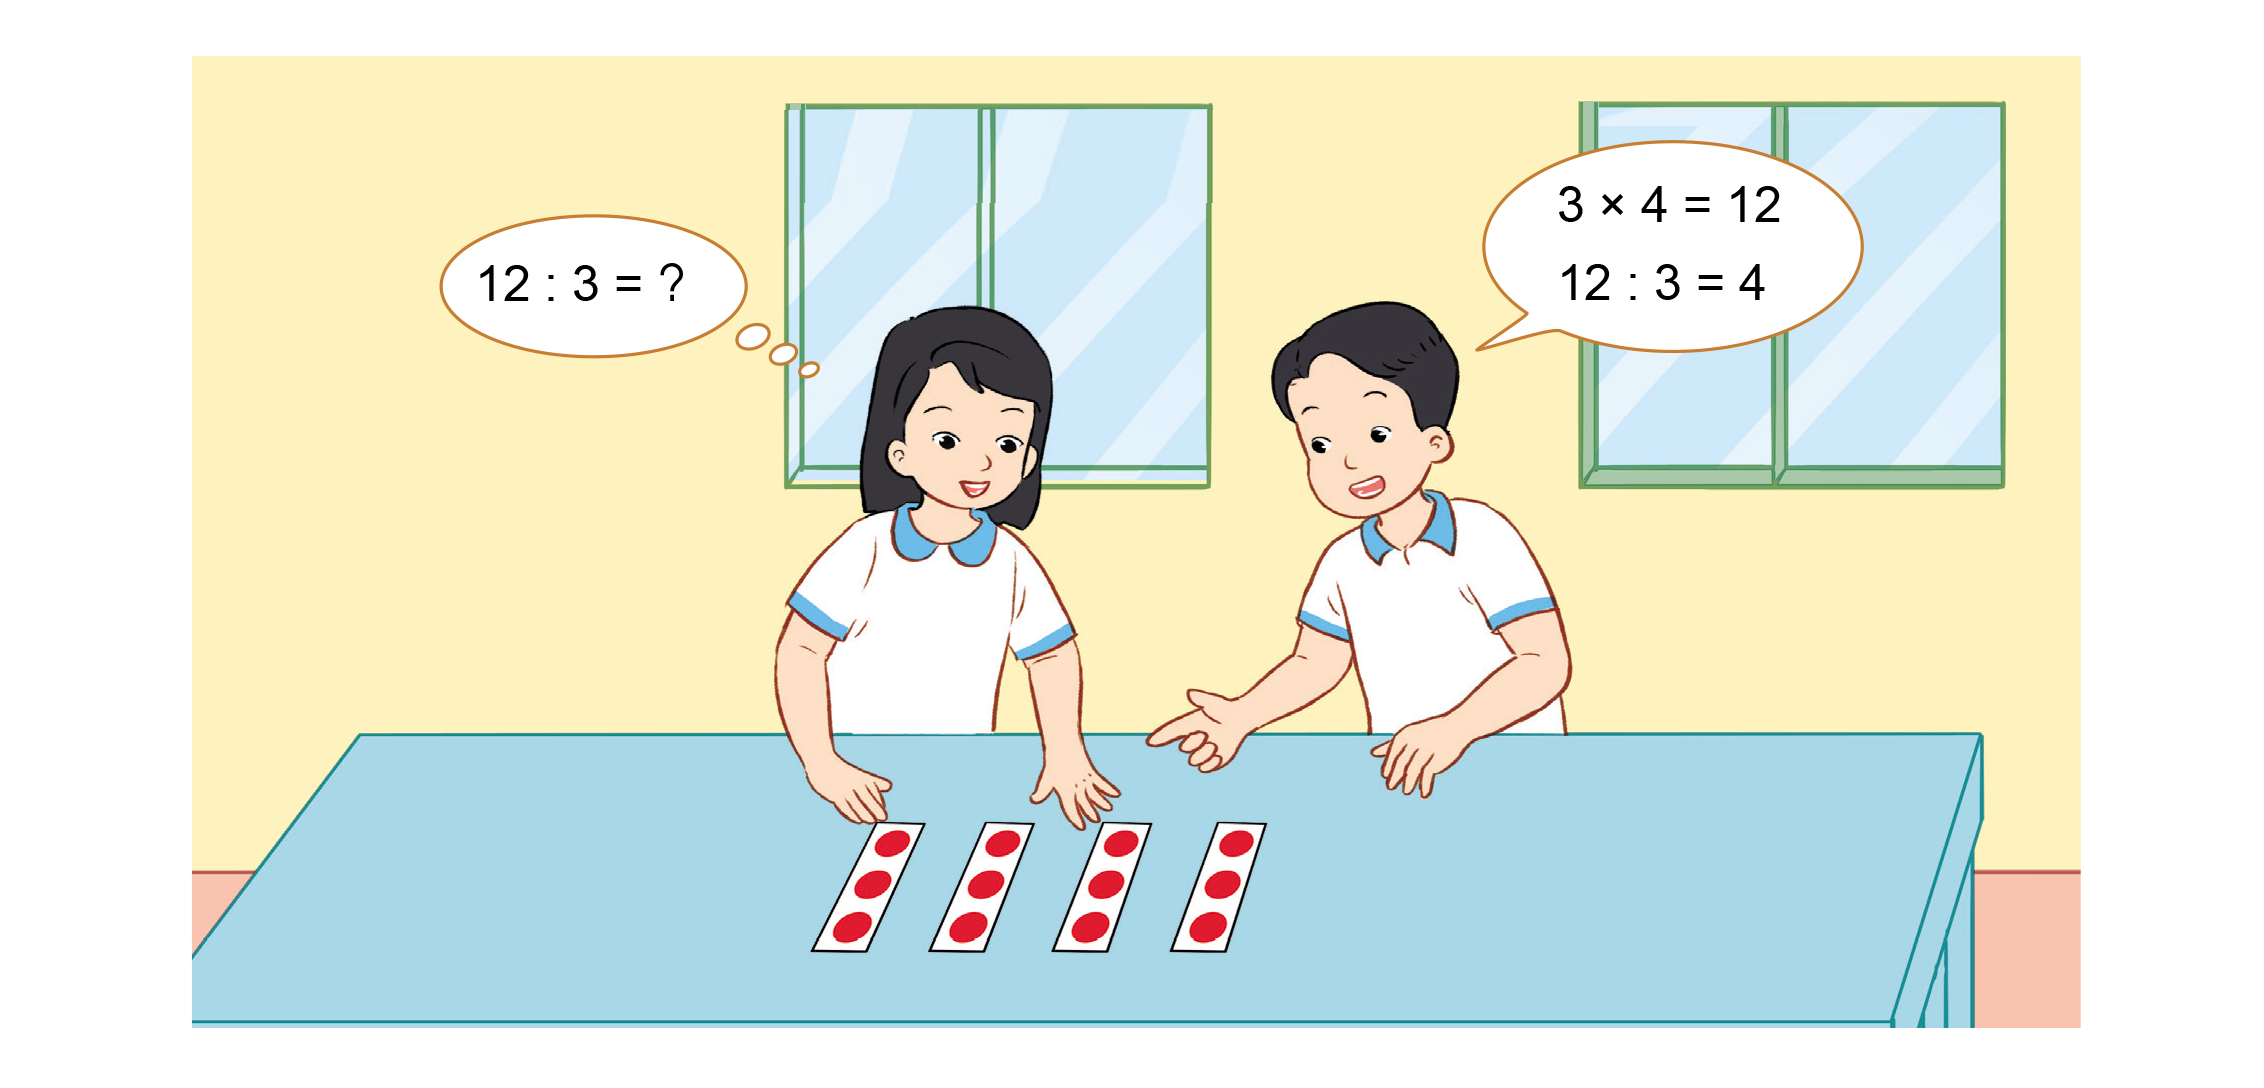 12 : 3 = ?
3 × 4 = 12
12 : 3 = 4